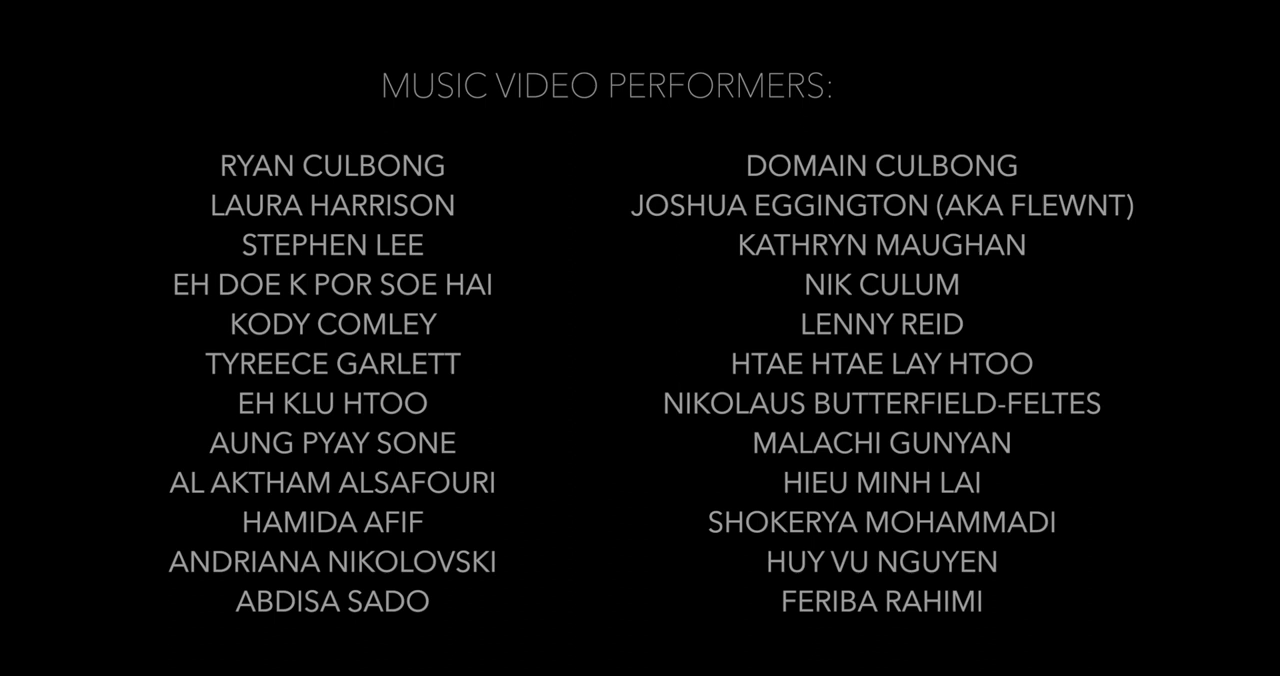 MUSIC VIDEO PERFORMERS:
RYAN CULBONG
LAURA HARRISON
STEPHEN LEE
EH DOE K POR SOE HAI
KODY COMLEY
TYREECE GARLETT
EH KLU HTOO
AUNG PYAY SONE
AL AKTHAM ALSAFOURI
HAMIDA AFIF
ANDRIANA NIKOLOVSKI
ABDISA SADO
DOMAIN CULBONG
JOSHUA EGGINGTON (AKA FLEWNT)
KATHRYN MAUGHAN
NIK CULUM
LENNY REID
HTAE HTAE LAY HTOO
NIKOLAUS BUTTERFIELD-FELTES
MALACHI GUNYAN
HIEU MINH LAI
SHOKERYA MOHAMMADI
HUY VU NGUYEN
FERIBA RAHIMI